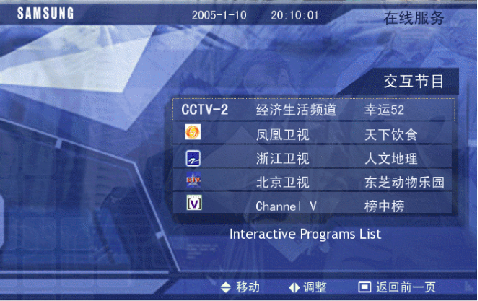 SAMSUNG 2005-1-10 20:10:01 在线服务
交互节目
CCTV-2 经济生活频道 幸运52
凤凰卫视 天下饮食
浙江卫视 人文地理
北京卫视 东芝动物乐园
[V] Channel V 榜中榜
Interactive Programs List
移动 调整 返回前一页